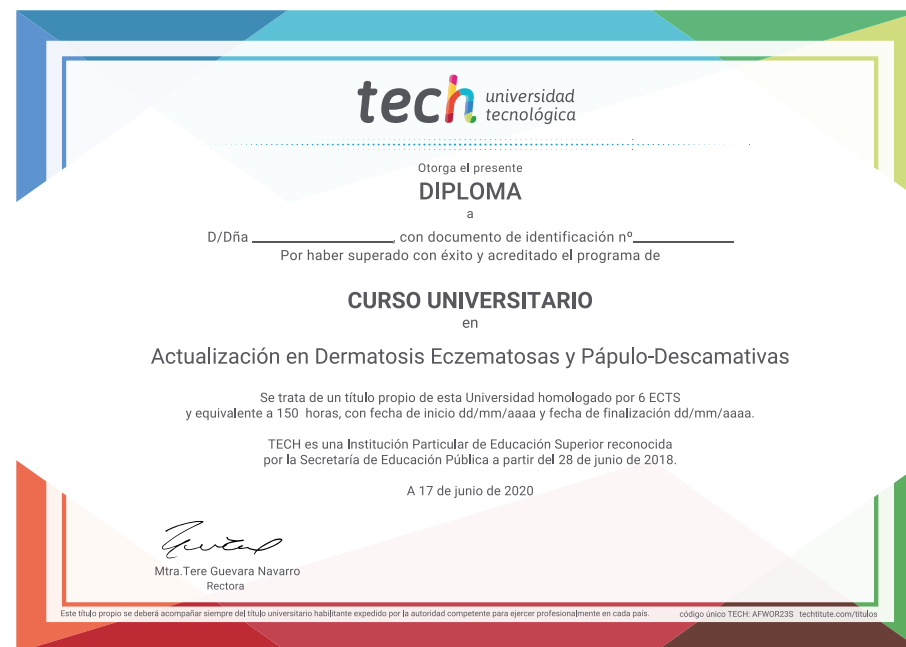 tech universidad
tecnológica
Otorga el presente
DIPLOMA
a
D/Dña ____________________, con documento de identificación nº______________
Por haber superado con éxito y acreditado el programa de
CURSO UNIVERSITARIO
en
Actualización en Dermatosis Eczematosas y Pápulo-Descamativas
Se trata de un título propio de esta Universidad homologado por 6 ECTS
y equivalente a 150 horas, con fecha de inicio dd/mm/aaaa y fecha de finalización dd/mm/aaaa.
TECH es una Institución Particular de Educación Superior reconocida
por la Secretaría de Educación Pública a partir del 28 de junio de 2018.
A 17 de junio de 2020
Mtra.Tere Guevara Navarro
Rectora
Este título propio se deberá acompañar siempre del título universitario habilitante expedido por la autoridad competente para ejercer profesionalmente en cada país. código único TECH: AFWOR23S techtitute.com/titulos